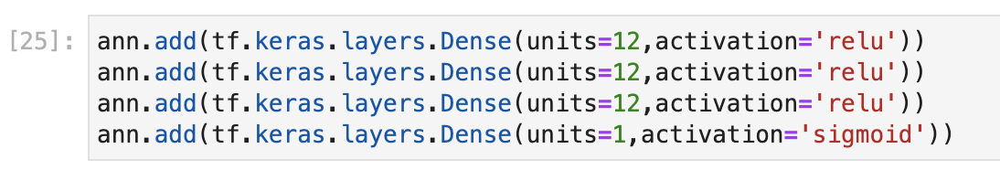 [25]:
ann.add(tf.keras.layers.Dense(units=12,activation='relu'))
ann.add(tf.keras.layers.Dense(units=12,activation='relu'))
ann.add(tf.keras.layers.Dense(units=12,activation='relu'))
ann.add(tf.keras.layers.Dense(units=1,activation='sigmoid'))